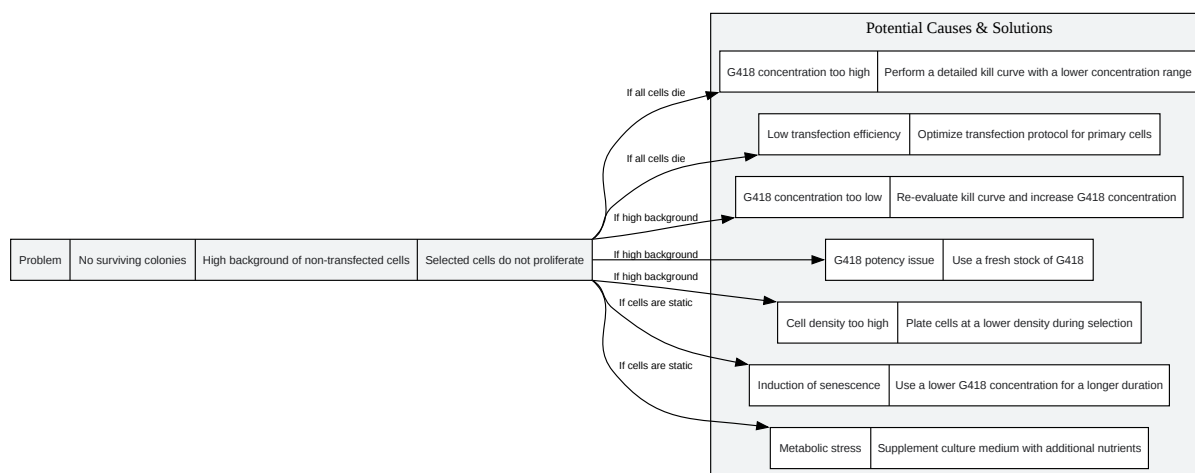 Potential Causes & Solutions
If all cells die
G418 concentration too high
Perform a detailed kill curve with a lower concentration range
If all cells die
Low transfection efficiency
Optimize transfection protocol for primary cells
If high background
G418 concentration too low
Re-evaluate kill curve and increase G418 concentration
Problem
No surviving colonies
High background of non-transfected cells
Selected cells do not proliferate
If high background
G418 potency issue
Use a fresh stock of G418
If high background
Cell density too high
Plate cells at a lower density during selection
If cells are static
Induction of senescence
Use a lower G418 concentration for a longer duration
If cells are static
Metabolic stress
Supplement culture medium with additional nutrients